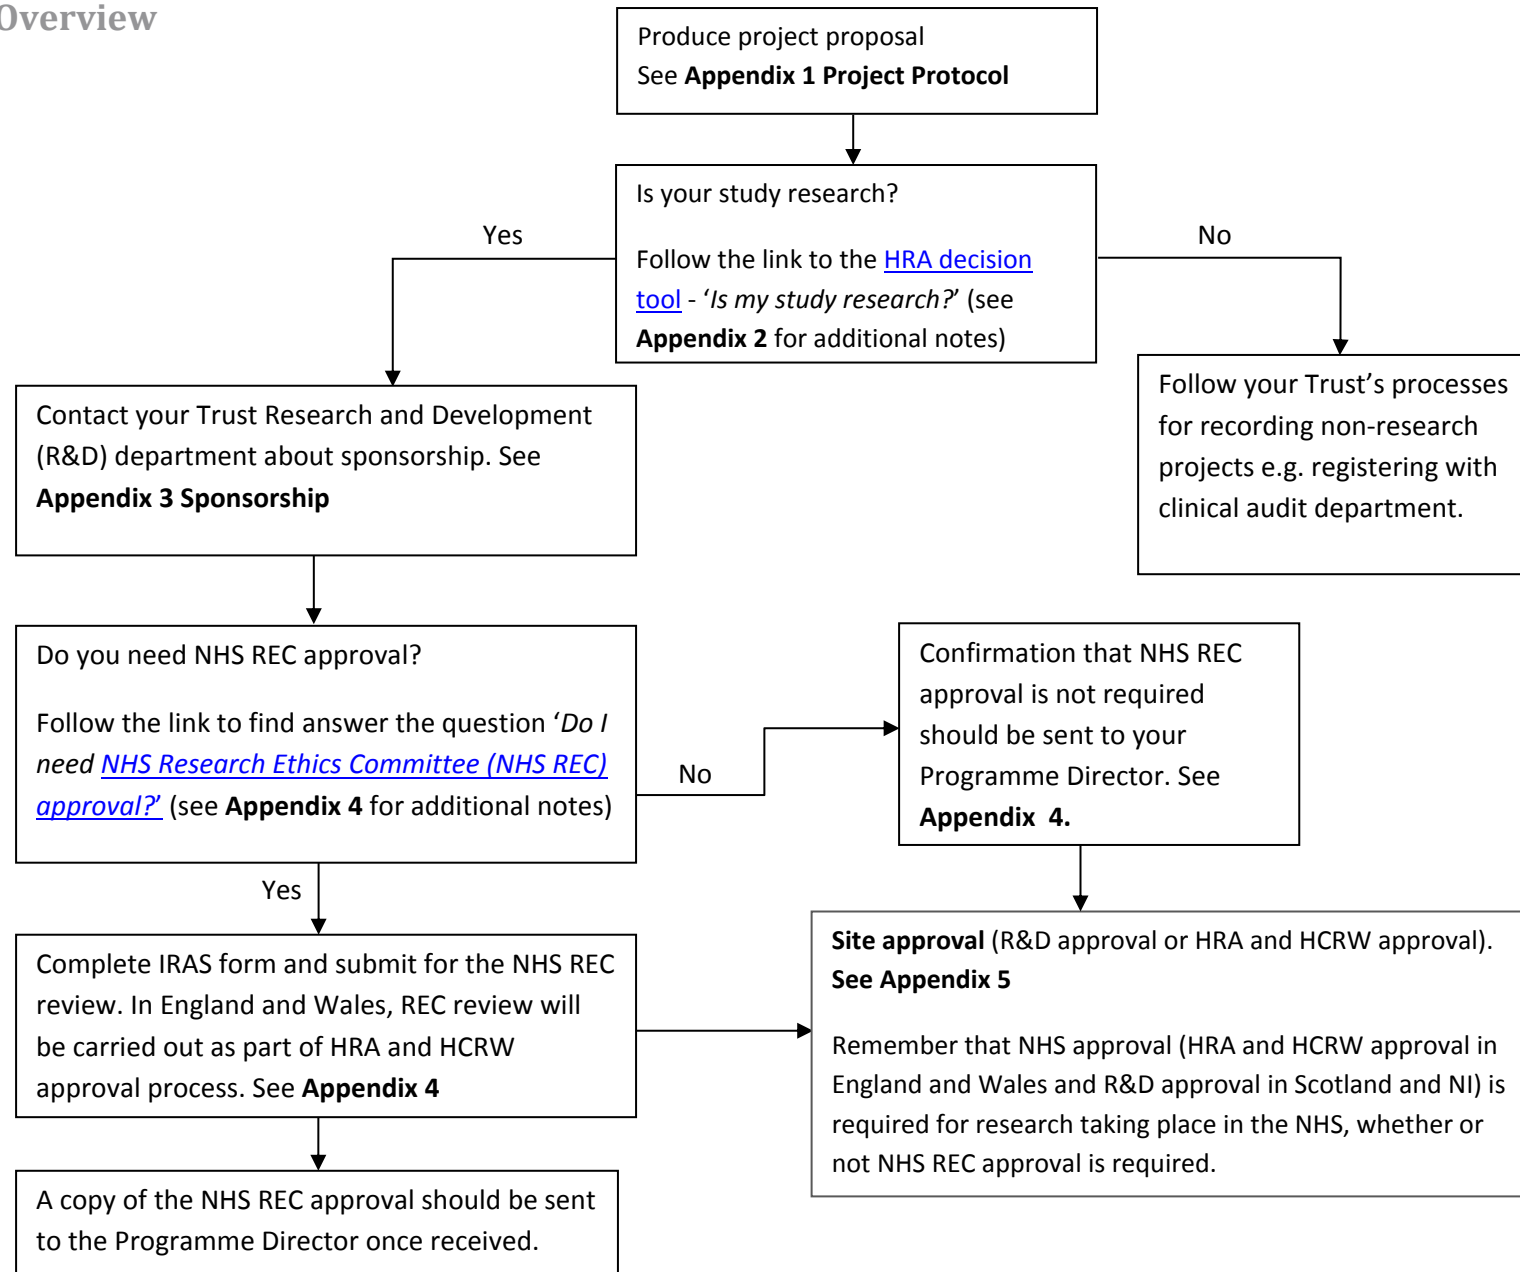 Overview
Produce project proposal
See Appendix 1 Project Protocol
Is your study research?
Follow the link to the HRA decision
tool - ‘Is my study research?’ (see
Appendix 2 for additional notes)
Yes
No
Follow your Trust’s processes
for recording non-research
projects e.g. registering with
clinical audit department.
Contact your Trust Research and Development
(R&D) department about sponsorship. See
Appendix 3 Sponsorship
Do you need NHS REC approval?
Follow the link to find answer the question ‘Do I
need NHS Research Ethics Committee (NHS REC)
approval?’ (see Appendix 4 for additional notes)
No
Confirmation that NHS REC
approval is not required
should be sent to your
Programme Director. See
Appendix  4.
Yes
Complete IRAS form and submit for the NHS REC
review. In England and Wales, REC review will
be carried out as part of HRA and HCRW
approval process. See Appendix 4
Site approval (R&D approval or HRA and HCRW approval).
See Appendix 5
Remember that NHS approval (HRA and HCRW approval in
England and Wales and R&D approval in Scotland and NI) is
required for research taking place in the NHS, whether or
not NHS REC approval is required.
A copy of the NHS REC approval should be sent
to the Programme Director once received.